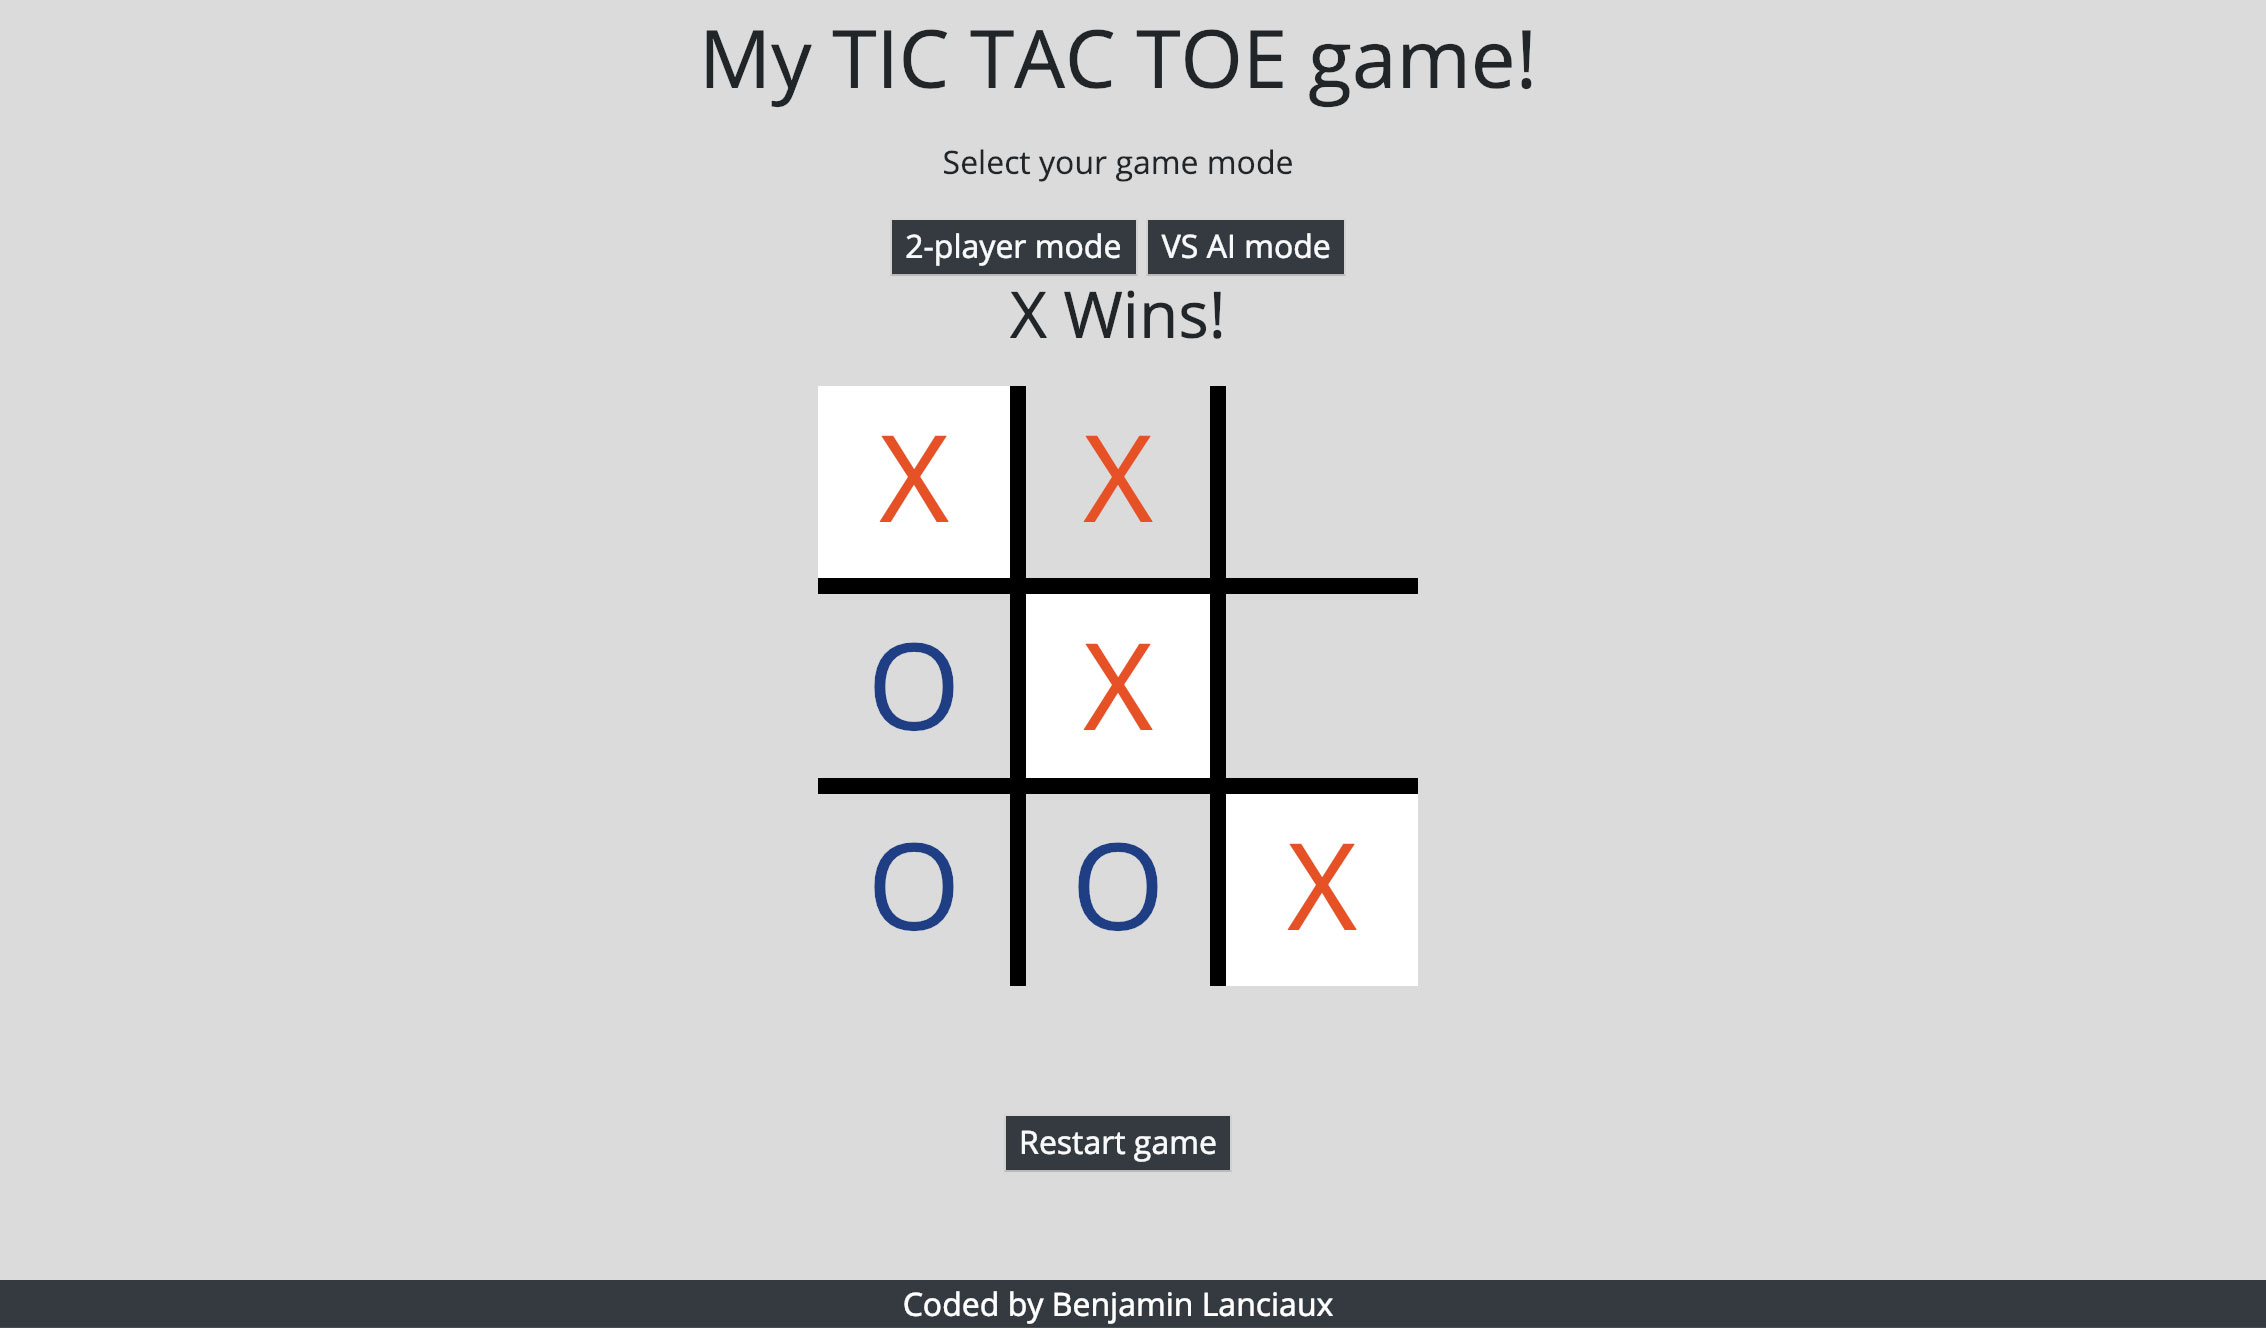 My TIC TAC TOE game!
Select your game mode
2-player mode VS AI mode
X Wins!
X X
O X
O O X
Restart game
Coded by Benjamin Lanciaux